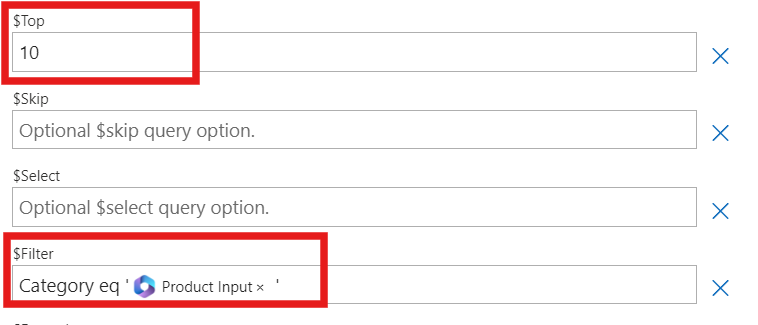 $Top
10
$Skip
Optional $skip query option.
$Select
Optional $select query option.
$Filter
Category eq ' Product Input × '